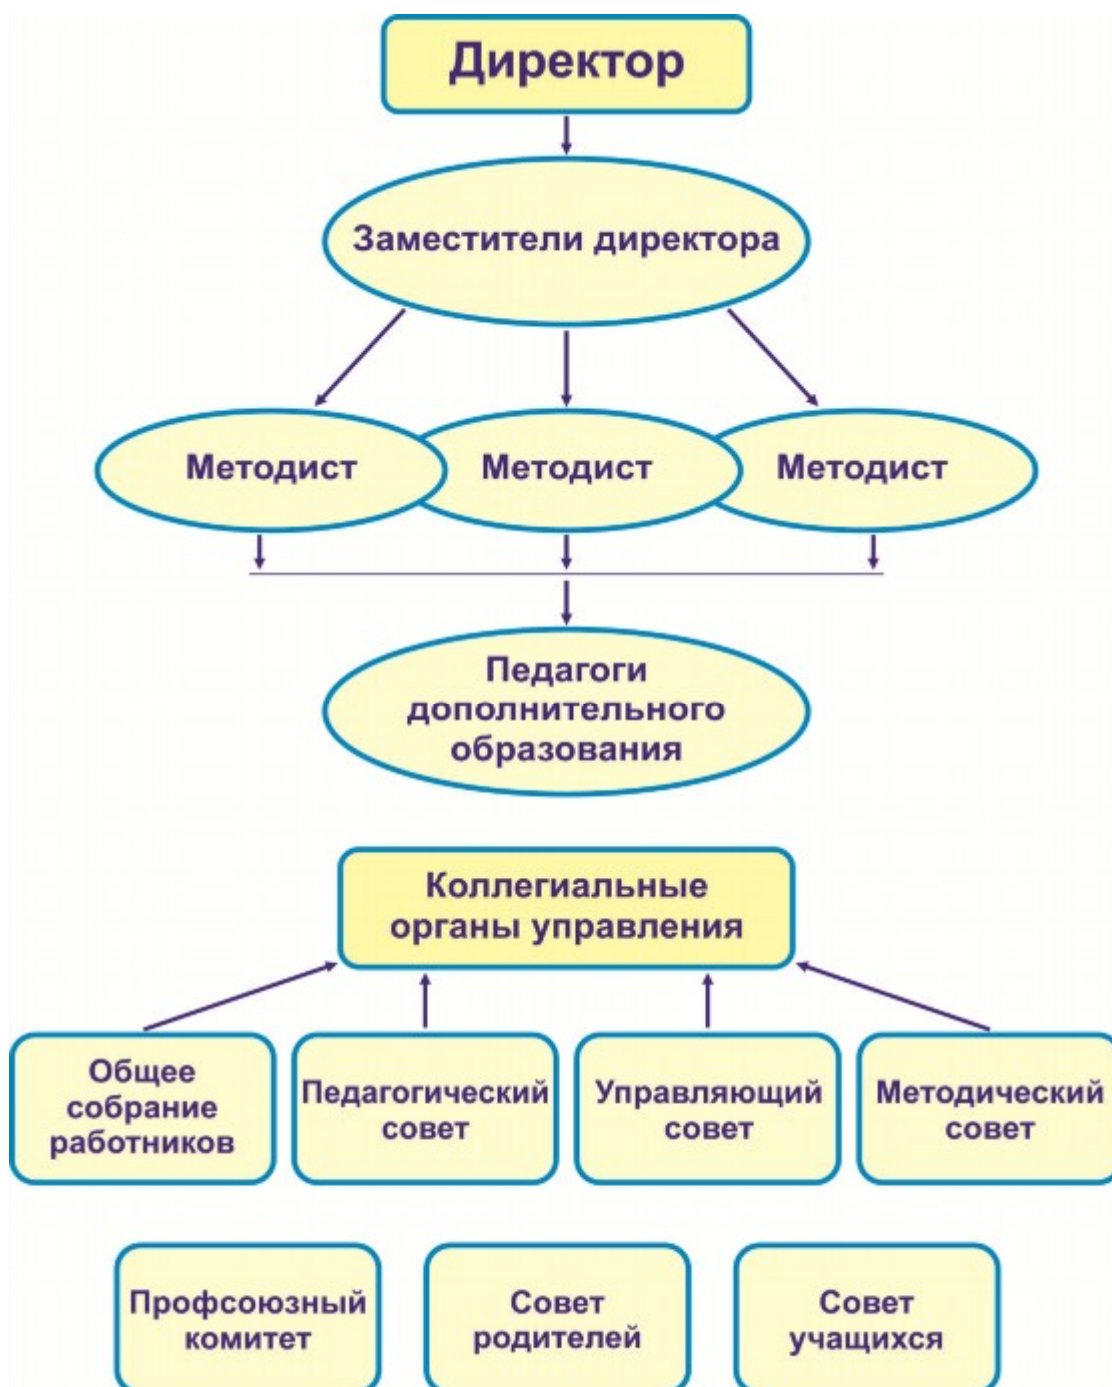 Директор
Заместители директора
Методист
Методист
Методист
Педагоги
дополнительного
образования
Коллегиальные
органы управления
Общее
собрание
работников
Педагогический
совет
Управляющий
совет
Методический
совет
Профсоюзный
комитет
Совет
родителей
Совет
учащихся